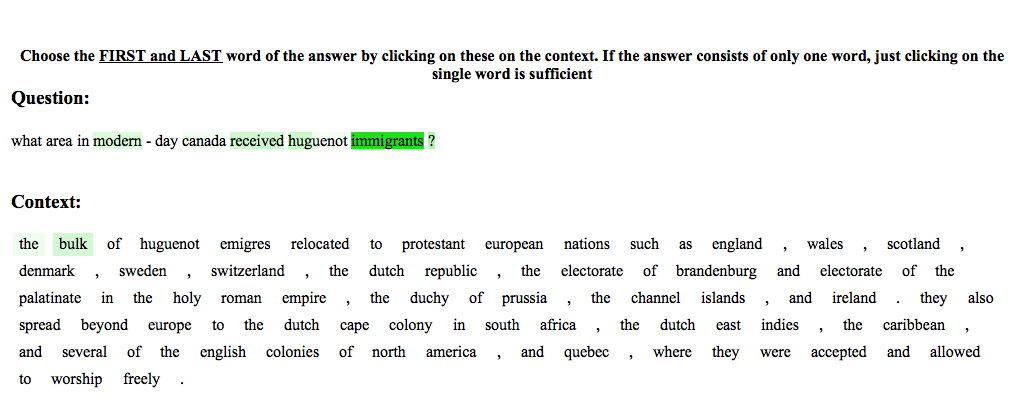 Choose the FIRST and LAST word of the answer by clicking on these on the context. If the answer consists of only one word, just clicking on the
single word is sufficient
Question:
what area in modern - day canada received huguenot immigrants ?
Context:
the bulk of huguenot emigres relocated to protestant european nations such as england , wales , scotland ,
denmark , sweden , switzerland , the dutch republic , the electorate of brandenburg and electorate of the
palatinate in the holy roman empire , the duchy of prussia , the channel islands , and ireland . they also
spread beyond europe to the dutch cape colony in south africa , the dutch east indies , the caribbean ,
and several of the english colonies of north america , and quebec , where they were accepted and allowed
to worship freely .